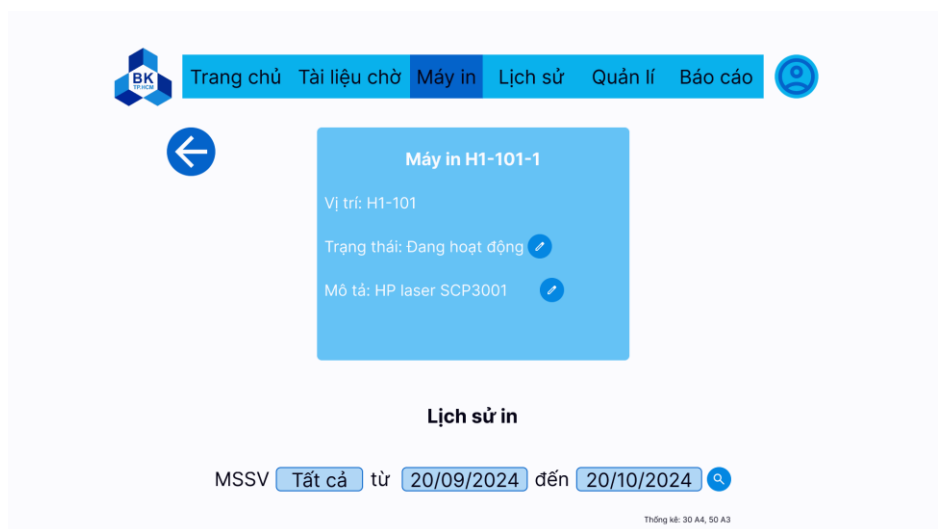 BK
TP.HCM
Trang chủ Tài liệu chờ Máy in Lịch sử Quản lí Báo cáo
Máy in H1-101-1
Vị trí: H1-101
Trạng thái: Đang hoạt động
Mô tả: HP laser SCP3001
Lịch sử in
MSSV Tất cả từ 20/09/2024 đến 20/10/2024
Thống kê: 30 A4, 50 A3